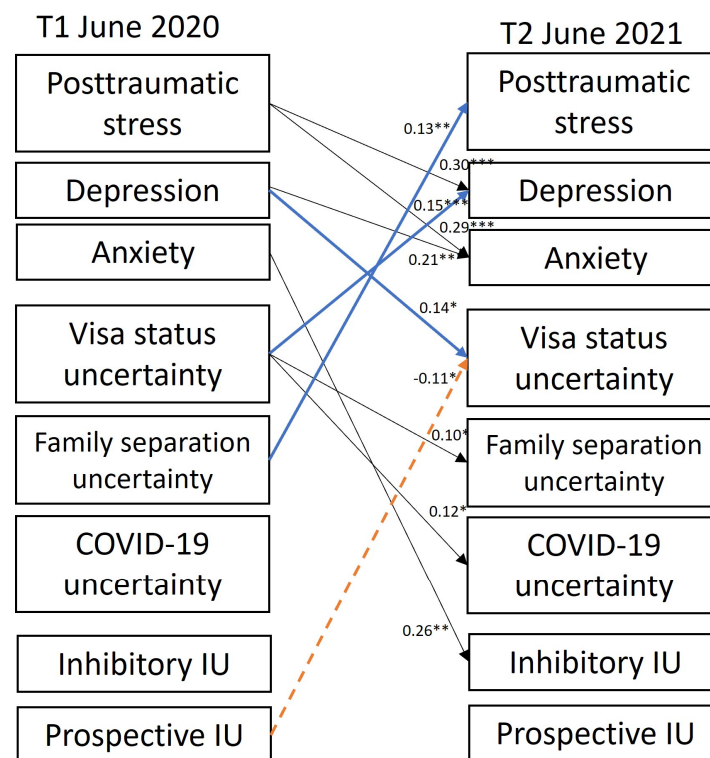 T1 June 2020
Posttraumatic
stress
Depression
Anxiety
Visa status
uncertainty
Family separation
uncertainty
COVID-19
uncertainty
Inhibitory IU
Prospective IU
0.13**
0.30***
0.15***
0.29***
0.21**
0.14*
-0.11*
0.10*
0.12*
0.26**
T2 June 2021
Posttraumatic
stress
Depression
Anxiety
Visa status
uncertainty
Family separation
uncertainty
COVID-19
uncertainty
Inhibitory IU
Prospective IU